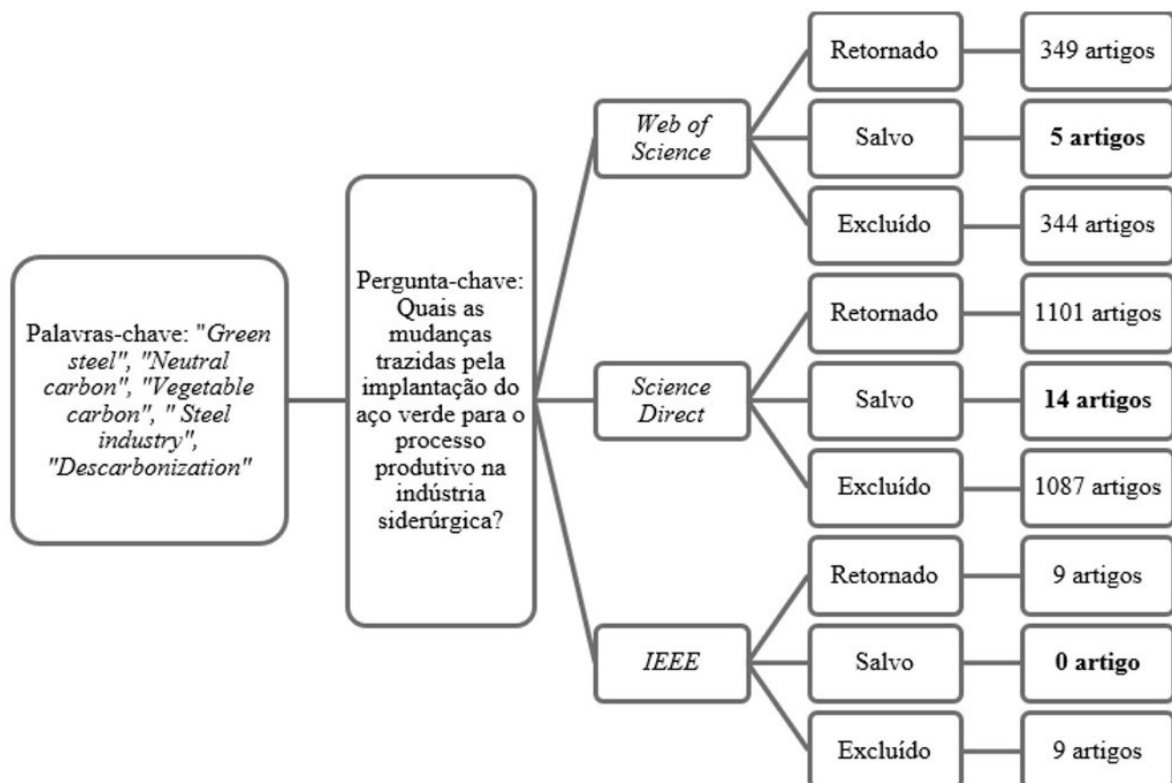 Palavras-chave: "Green
steel", "Neutral
carbon", "Vegetable
carbon", " Steel
industry",
"Descarbonization"
Pergunta-chave:
Quais as
mudanças
trazidas pela
implantação do
aço verde para o
processo
produtivo na
indústria
siderúrgica?
Web of
Science
Retornado
349 artigos
Salvo
5 artigos
Excluído
344 artigos
Science
Direct
Retornado
1101 artigos
Salvo
14 artigos
Excluído
1087 artigos
IEEE
Retornado
9 artigos
Salvo
0 artigo
Excluído
9 artigos